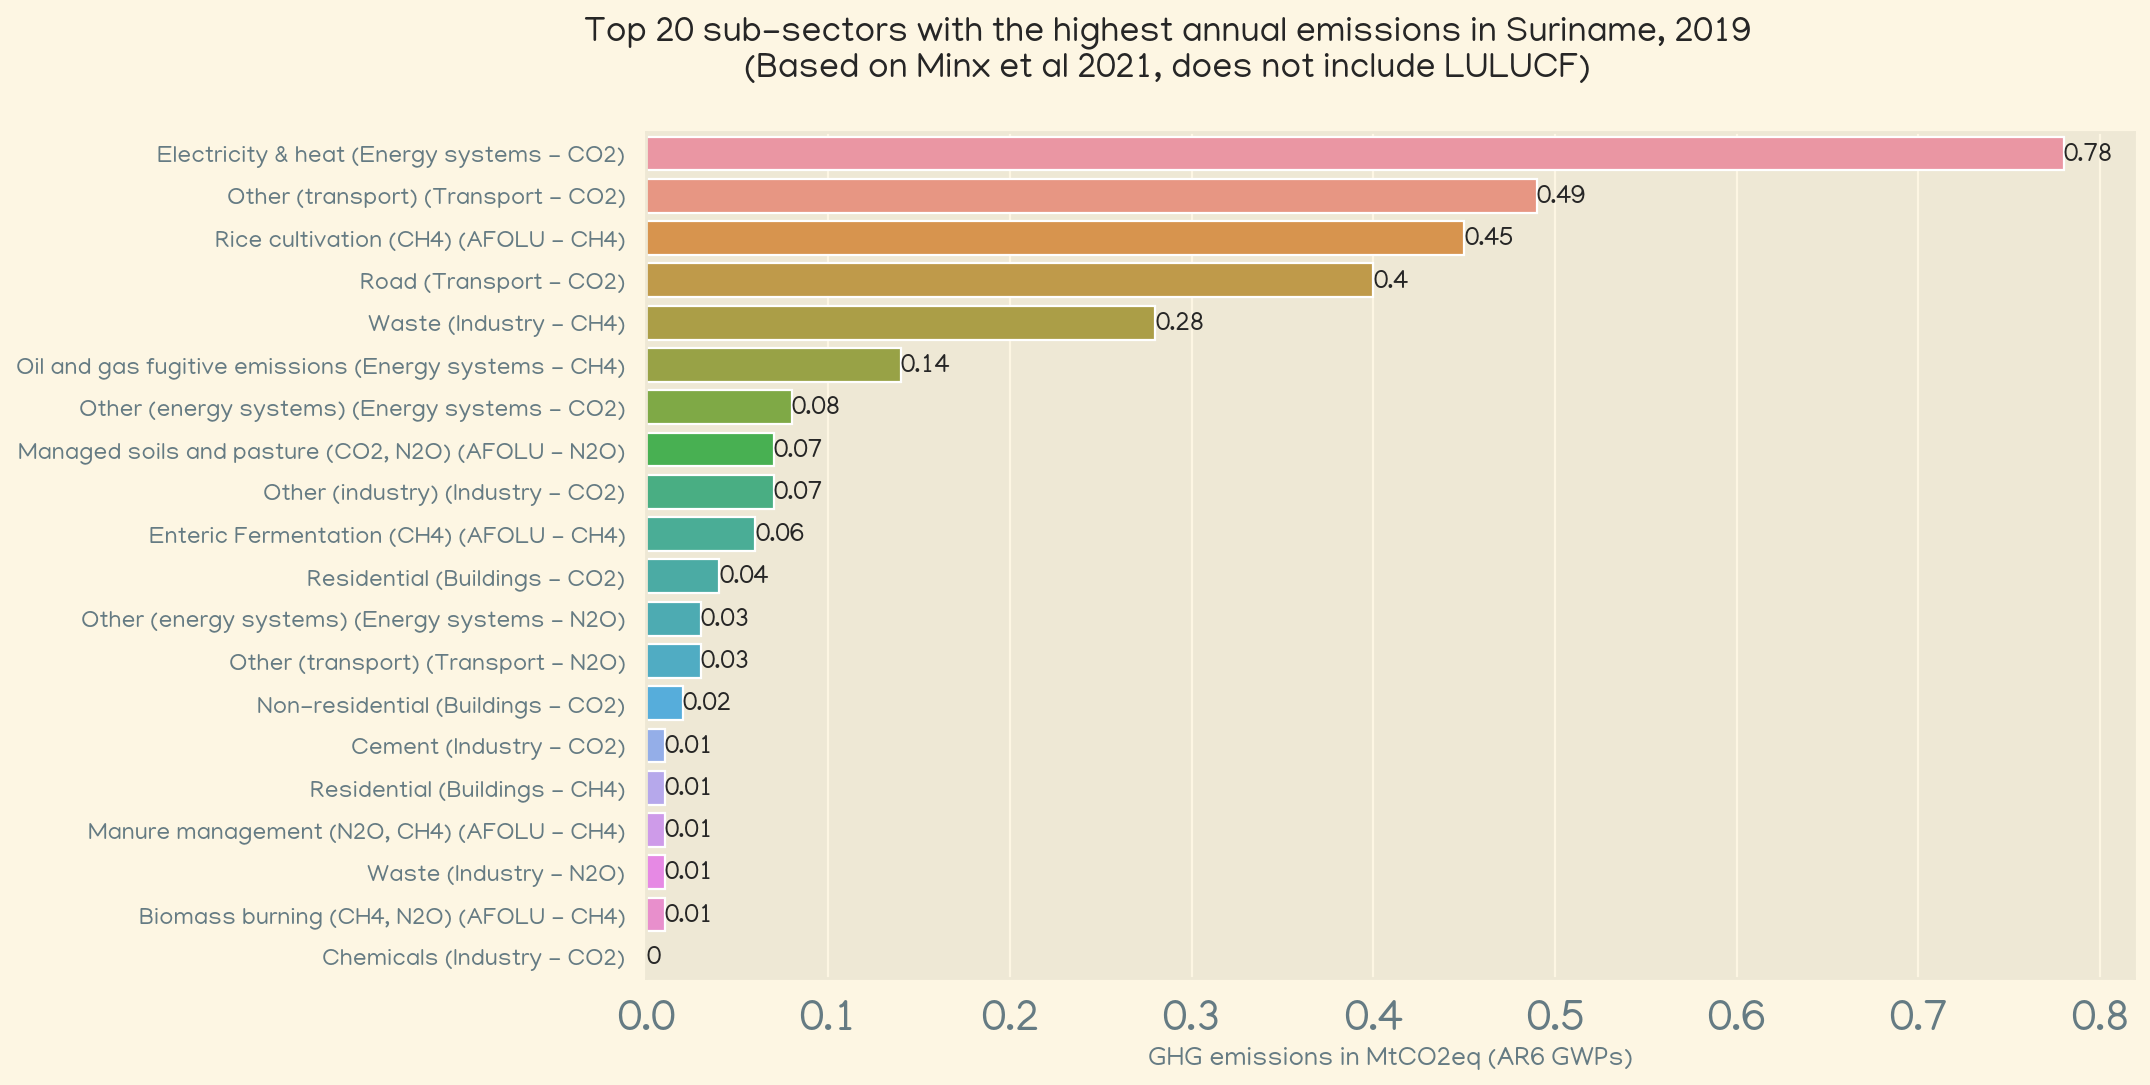 Top 20 sub-sectors with the highest annual emissions in Suriname, 2019
(Based on Minx et al 2021, does not include LULUCF)
Electricity & heat (Energy systems - CO2) 0.78
Other (transport) (Transport - CO2) 0.49
Rice cultivation (CH4) (AFOLU - CH4) 0.45
Road (Transport - CO2) 0.4
Waste (Industry - CH4) 0.28
Oil and gas fugitive emissions (Energy systems - CH4) 0.14
Other (energy systems) (Energy systems - CO2) 0.08
Managed soils and pasture (CO2, N2O) (AFOLU - N2O) 0.07
Other (industry) (Industry - CO2) 0.07
Enteric Fermentation (CH4) (AFOLU - CH4) 0.06
Residential (Buildings - CO2) 0.04
Other (energy systems) (Energy systems - N2O) 0.03
Other (transport) (Transport - N2O) 0.03
Non-residential (Buildings - CO2) 0.02
Cement (Industry - CO2) 0.01
Residential (Buildings - CH4) 0.01
Manure management (N2O, CH4) (AFOLU - CH4) 0.01
Waste (Industry - N2O) 0.01
Biomass burning (CH4, N2O) (AFOLU - CH4) 0.01
Chemicals (Industry - CO2) 0
0.0 0.1 0.2 0.3 0.4 0.5 0.6 0.7 0.8
GHG emissions in MtCO2eq (AR6 GWPs)